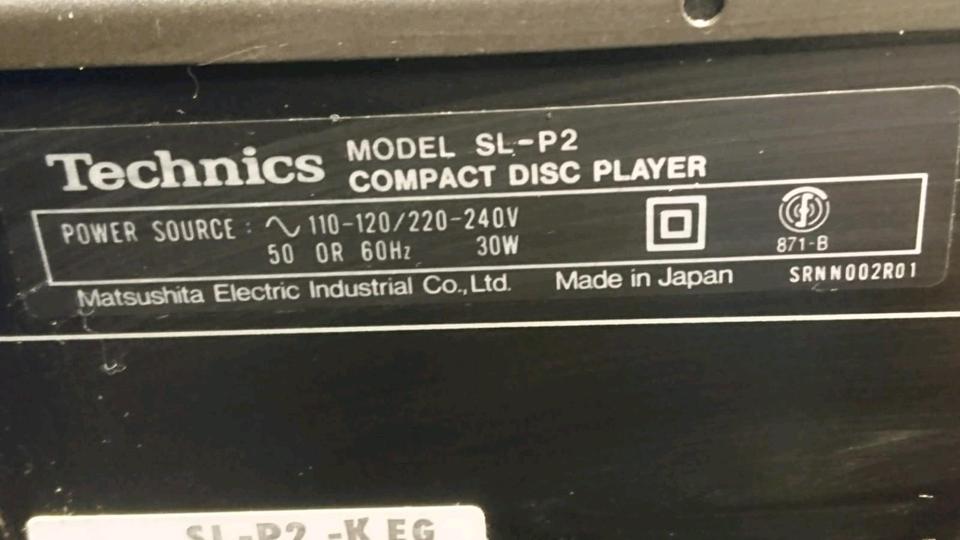 Technics MODEL SL-P2
COMPACT DISC PLAYER
POWER SOURCE : ∿ 110-120/220-240V
50 OR 60Hz 30W
871-B
Matsushita Electric Industrial Co.,Ltd. Made in Japan SRNN002R01
SL-P2 -K EG